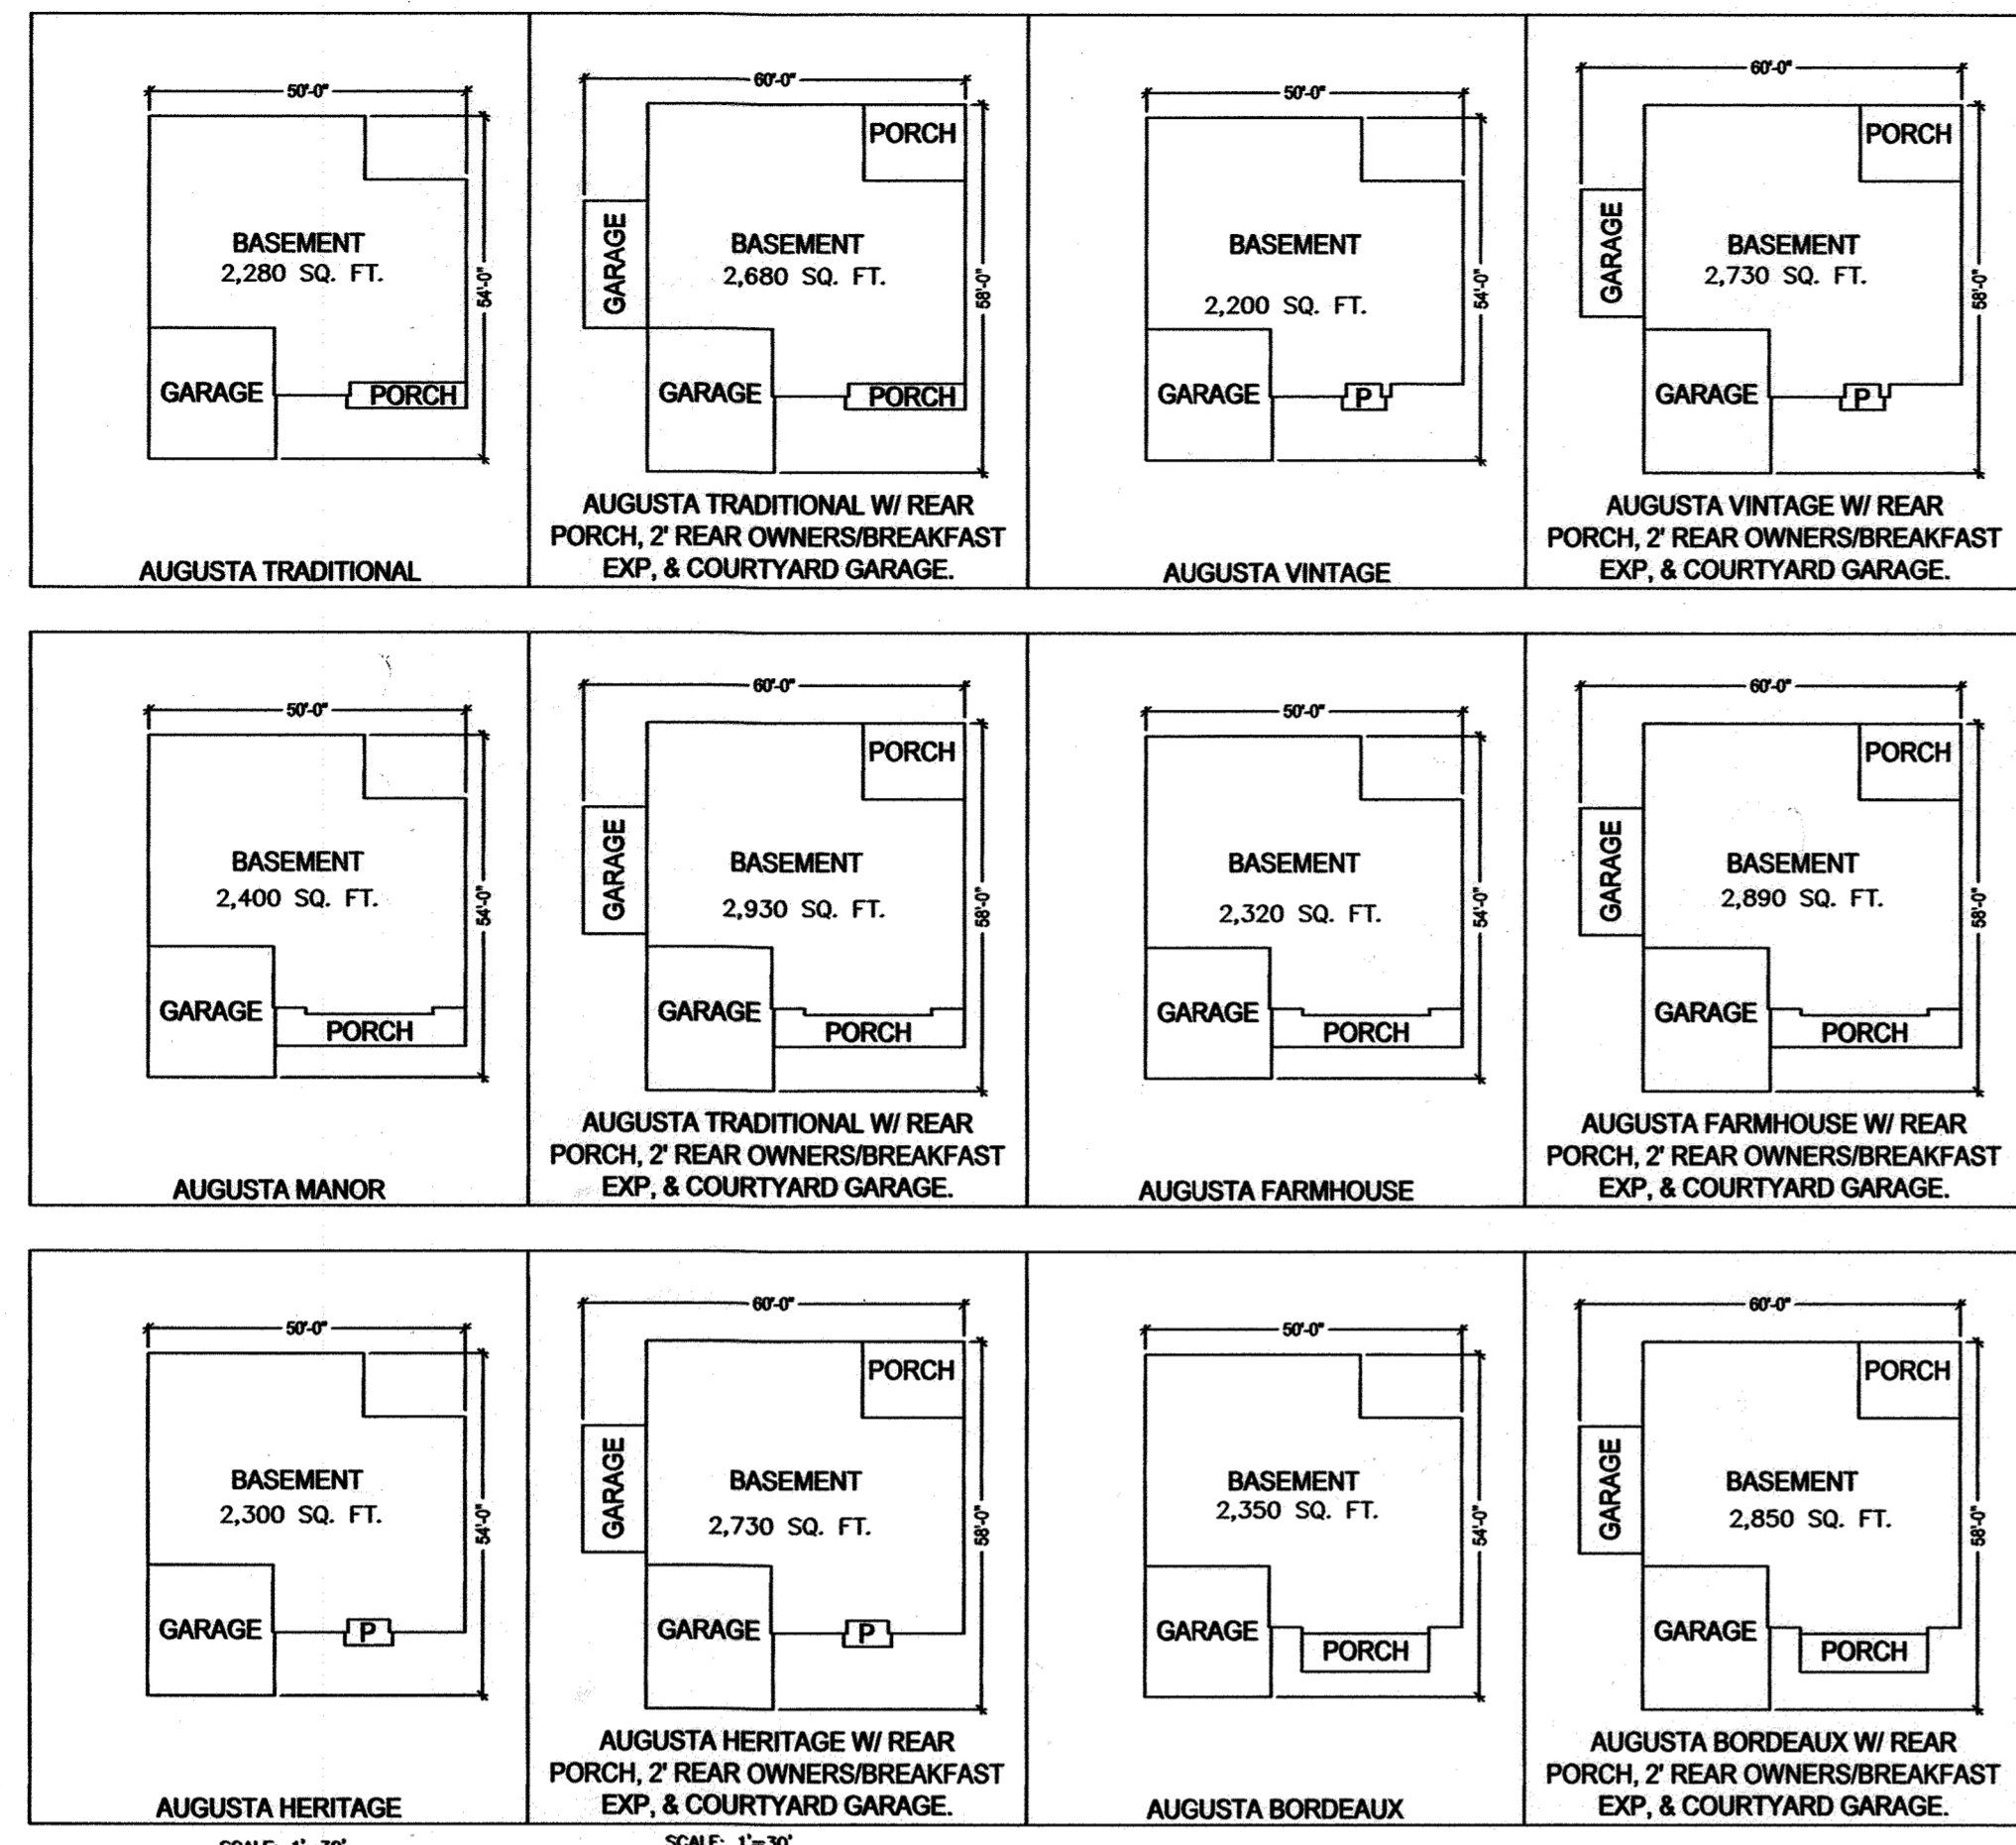 50'-0"
BASEMENT
2,280 SQ. FT.
54'-0"
GARAGE
PORCH
AUGUSTA TRADITIONAL
60'-0"
PORCH
GARAGE
BASEMENT
2,680 SQ. FT.
58'-0"
GARAGE
PORCH
AUGUSTA TRADITIONAL W/ REAR
PORCH, 2' REAR OWNERS/BREAKFAST
EXP, & COURTYARD GARAGE.
50'-0"
BASEMENT
2,200 SQ. FT.
54'-0"
GARAGE
P
AUGUSTA VINTAGE
60'-0"
PORCH
GARAGE
BASEMENT
2,730 SQ. FT.
58'-0"
GARAGE
P
AUGUSTA VINTAGE W/ REAR
PORCH, 2' REAR OWNERS/BREAKFAST
EXP, & COURTYARD GARAGE.
50'-0"
BASEMENT
2,400 SQ. FT.
54'-0"
GARAGE
PORCH
AUGUSTA MANOR
60'-0"
PORCH
GARAGE
BASEMENT
2,930 SQ. FT.
58'-0"
GARAGE
PORCH
AUGUSTA TRADITIONAL W/ REAR
PORCH, 2' REAR OWNERS/BREAKFAST
EXP, & COURTYARD GARAGE.
50'-0"
BASEMENT
2,320 SQ. FT.
54'-0"
GARAGE
PORCH
AUGUSTA FARMHOUSE
60'-0"
PORCH
GARAGE
BASEMENT
2,890 SQ. FT.
58'-0"
GARAGE
PORCH
AUGUSTA FARMHOUSE W/ REAR
PORCH, 2' REAR OWNERS/BREAKFAST
EXP, & COURTYARD GARAGE.
50'-0"
BASEMENT
2,300 SQ. FT.
54'-0"
GARAGE
P
AUGUSTA HERITAGE
60'-0"
PORCH
GARAGE
BASEMENT
2,730 SQ. FT.
58'-0"
GARAGE
P
AUGUSTA HERITAGE W/ REAR
PORCH, 2' REAR OWNERS/BREAKFAST
EXP, & COURTYARD GARAGE.
50'-0"
BASEMENT
2,350 SQ. FT.
54'-0"
GARAGE
PORCH
AUGUSTA BORDEAUX
60'-0"
PORCH
GARAGE
BASEMENT
2,850 SQ. FT.
58'-0"
GARAGE
PORCH
AUGUSTA BORDEAUX W/ REAR
PORCH, 2' REAR OWNERS/BREAKFAST
EXP, & COURTYARD GARAGE.
SCALE:
SCALE: 1'=30'